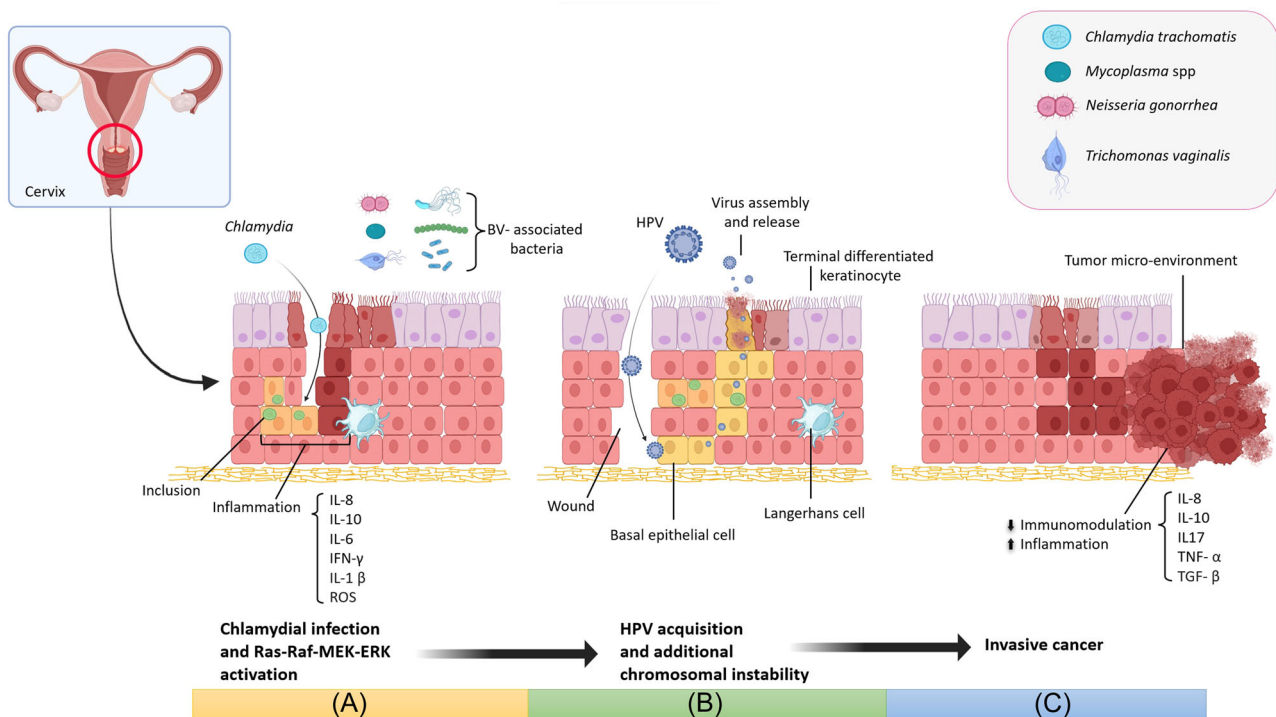 Cervix
Chlamydia trachomatis
Mycoplasma spp
Neisseria gonorrhea
Trichomonas vaginalis
Chlamydia
BV- associated
bacteria
HPV
Virus assembly
and release
Terminal differentiated
keratinocyte
Tumor micro-environment
Inclusion
Inflammation
IL-8
IL-10
IL-6
IFN-γ
IL-1 β
ROS
Wound
Basal epithelial cell
Langerhans cell
Immunomodulation
Inflammation
IL-8
IL-10
IL17
TNF- α
TGF- β
Chlamydial infection
and Ras-Raf-MEK-ERK
activation
HPV acquisition
and additional
chromosomal instability
Invasive cancer
(A)
(B)
(C)